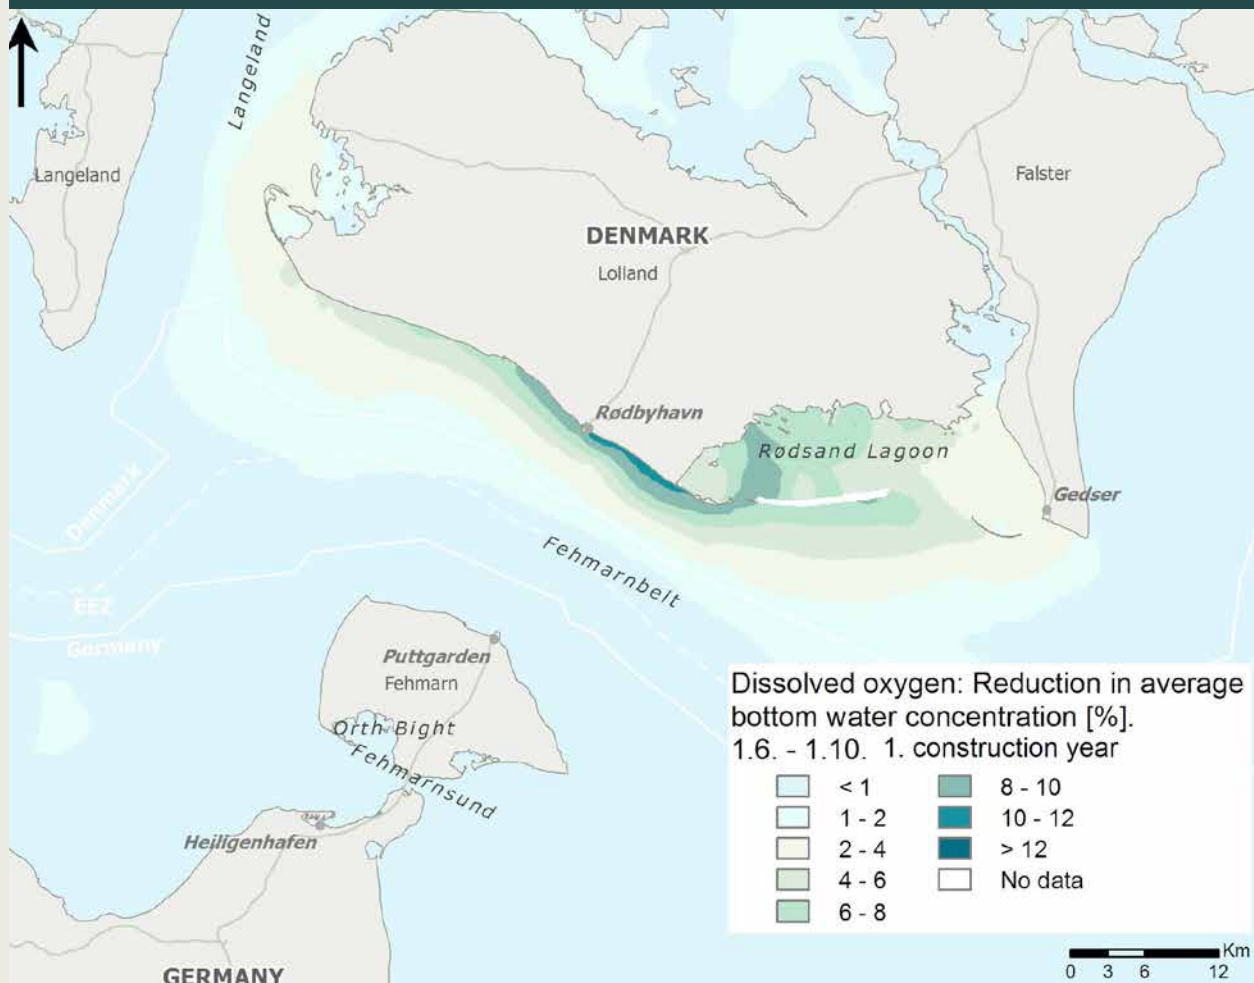 Langeland
Langeland
Falster
DENMARK
Lolland
Rødbyhavn
Rødsand Lagoon
Gedser
Denmark
Fehmarnbelt
EEZ
Germany
Puttgarden
Fehmarn
Orth Bight
Fehmarnsund
Heiligenhafen
GERMANY
Dissolved oxygen: Reduction in average
bottom water concentration [%].
1.6. - 1.10. 1. construction year
< 1
1 - 2
2 - 4
4 - 6
6 - 8
8 - 10
10 - 12
> 12
No data
Km
0 3 6 12